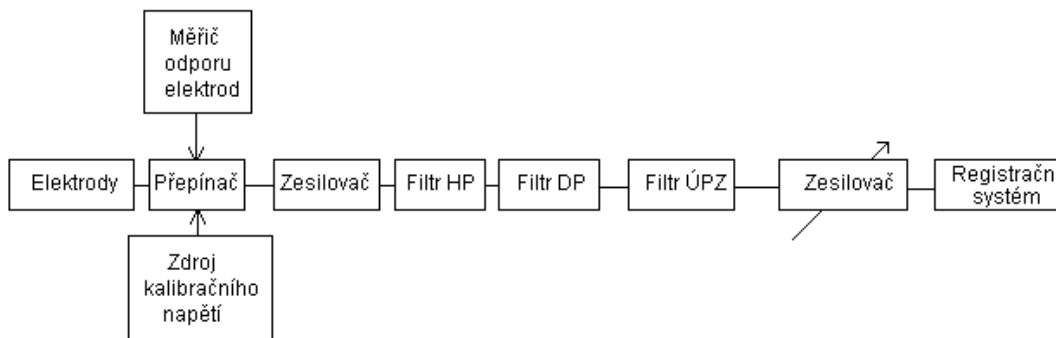 Měřič
odporu
elektrod
Elektrody
Přepínač
Zesilovač
Filtr HP
Filtr DP
Filtr ÚPZ
Zesilovač
Registrační
systém
Zdroj
kalibračního
napětí